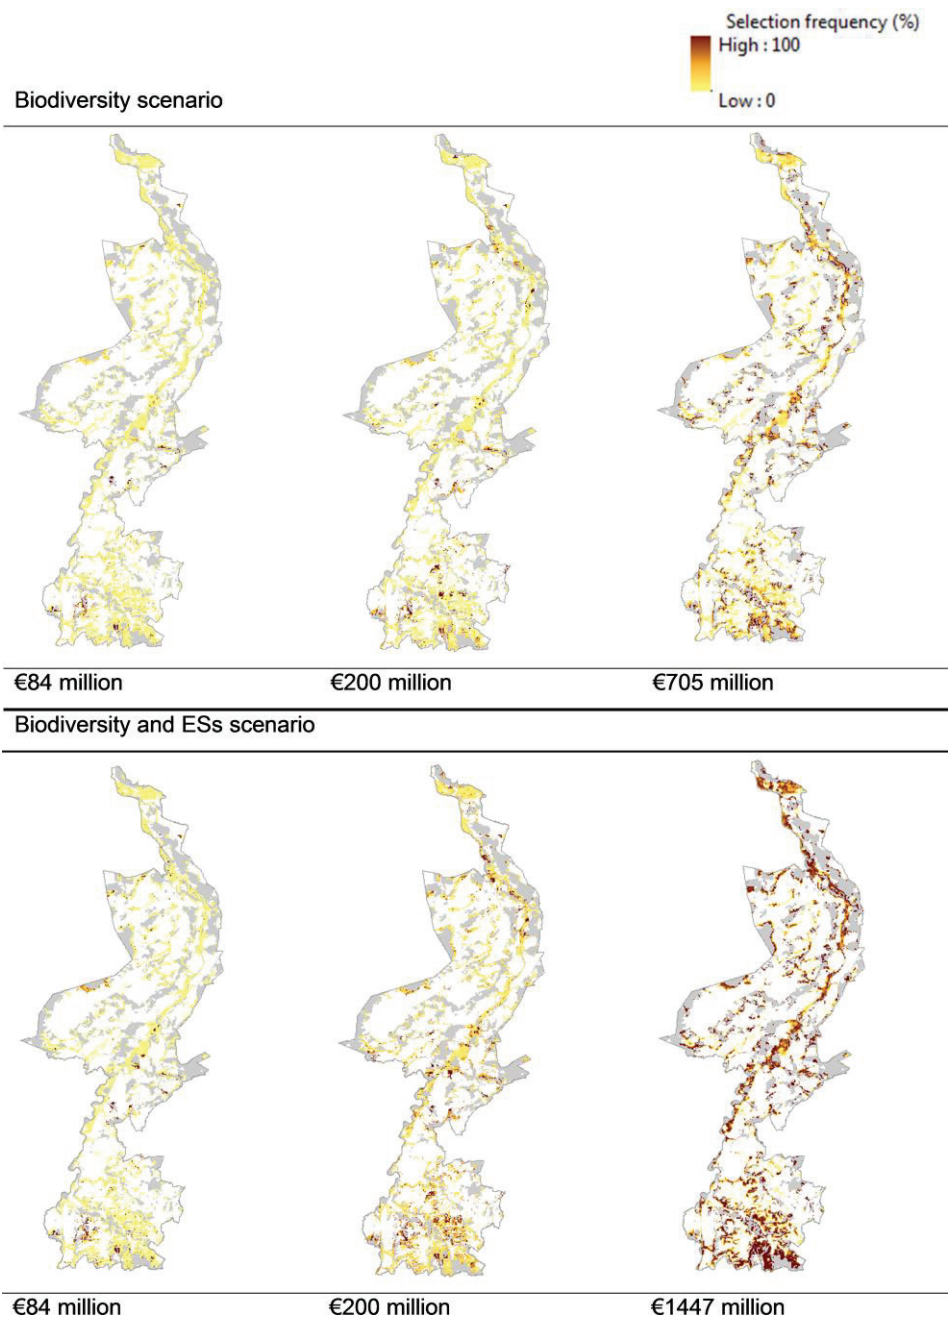 Selection frequency (%)
High : 100
Low : 0
Biodiversity scenario
€84 million
€200 million
€705 million
Biodiversity and ESs scenario
€84 million
€200 million
€1447 million